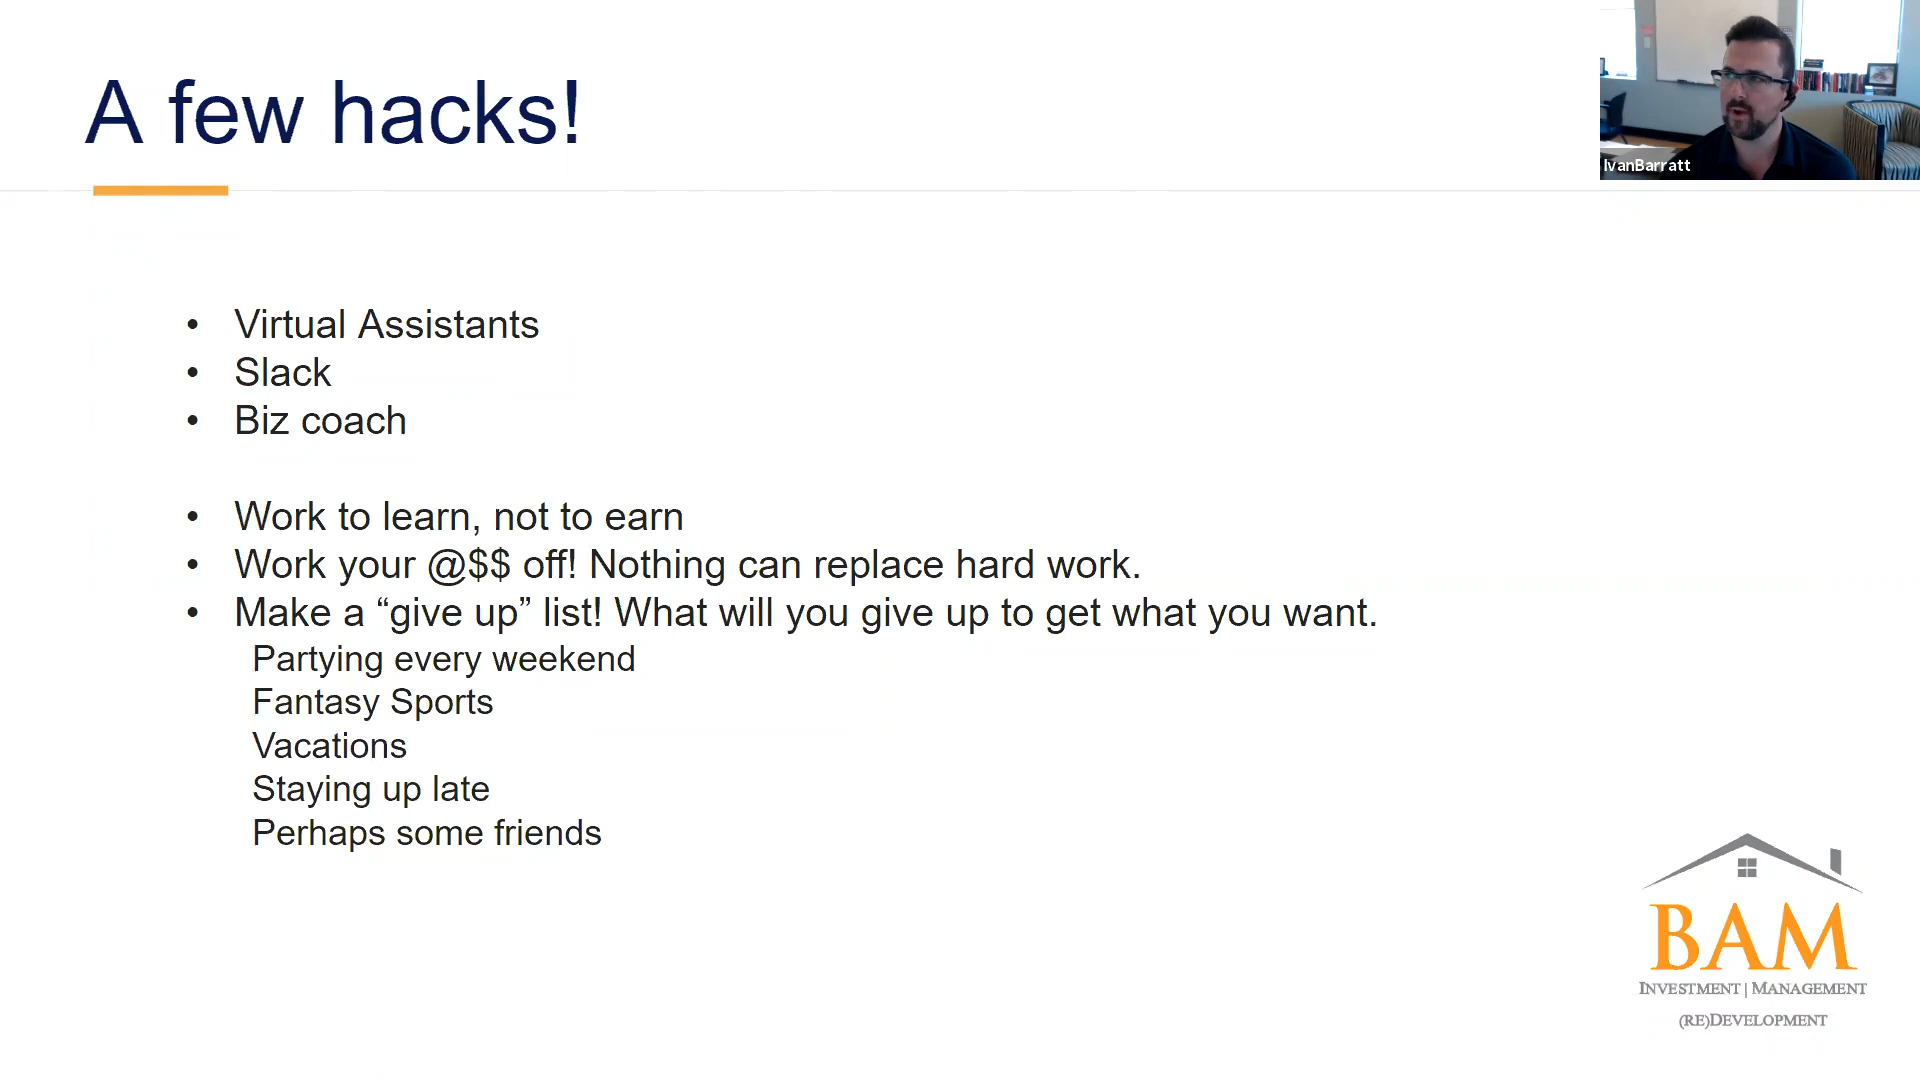 A few hacks!
IvanBarratt
• Virtual Assistants
• Slack
• Biz coach
• Work to learn, not to earn
• Work your @$$ off! Nothing can replace hard work.
• Make a “give up” list! What will you give up to get what you want.
Partying every weekend
Fantasy Sports
Vacations
Staying up late
Perhaps some friends
BAM
INVESTMENT | MANAGEMENT
(RE)DEVELOPMENT